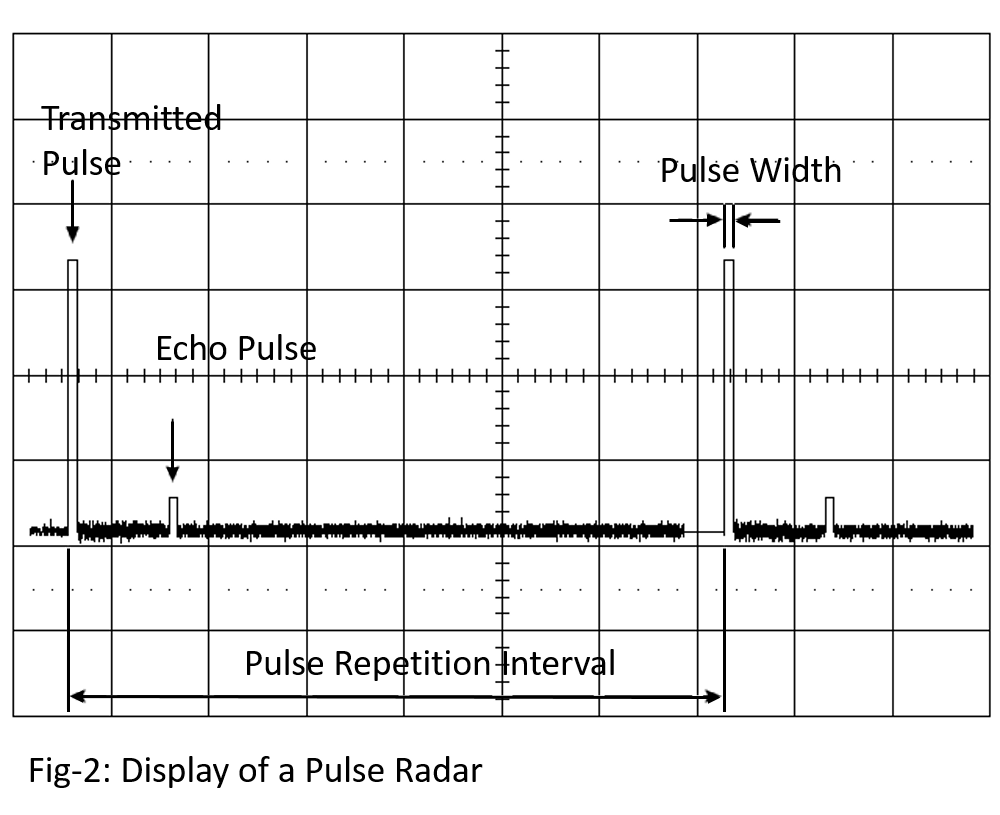 Transmitted
Pulse
Pulse Width
Echo Pulse
Pulse Repetition Interval
Fig-2: Display of a Pulse Radar